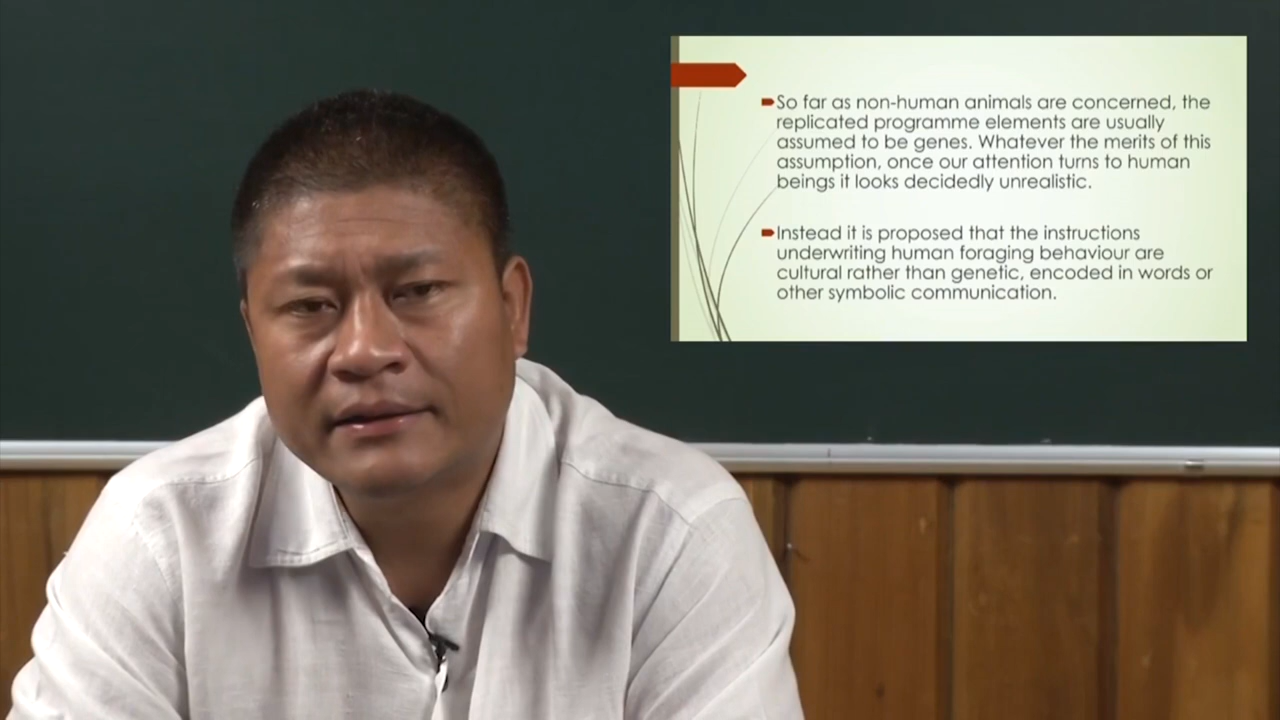 So far as non-human animals are concerned, the
replicated programme elements are usually
assumed to be genes. Whatever the merits of this
assumption, once our attention turns to human
beings it looks decidedly unrealistic.
Instead it is proposed that the instructions
underwriting human foraging behaviour are
cultural rather than genetic, encoded in words or
other symbolic communication.